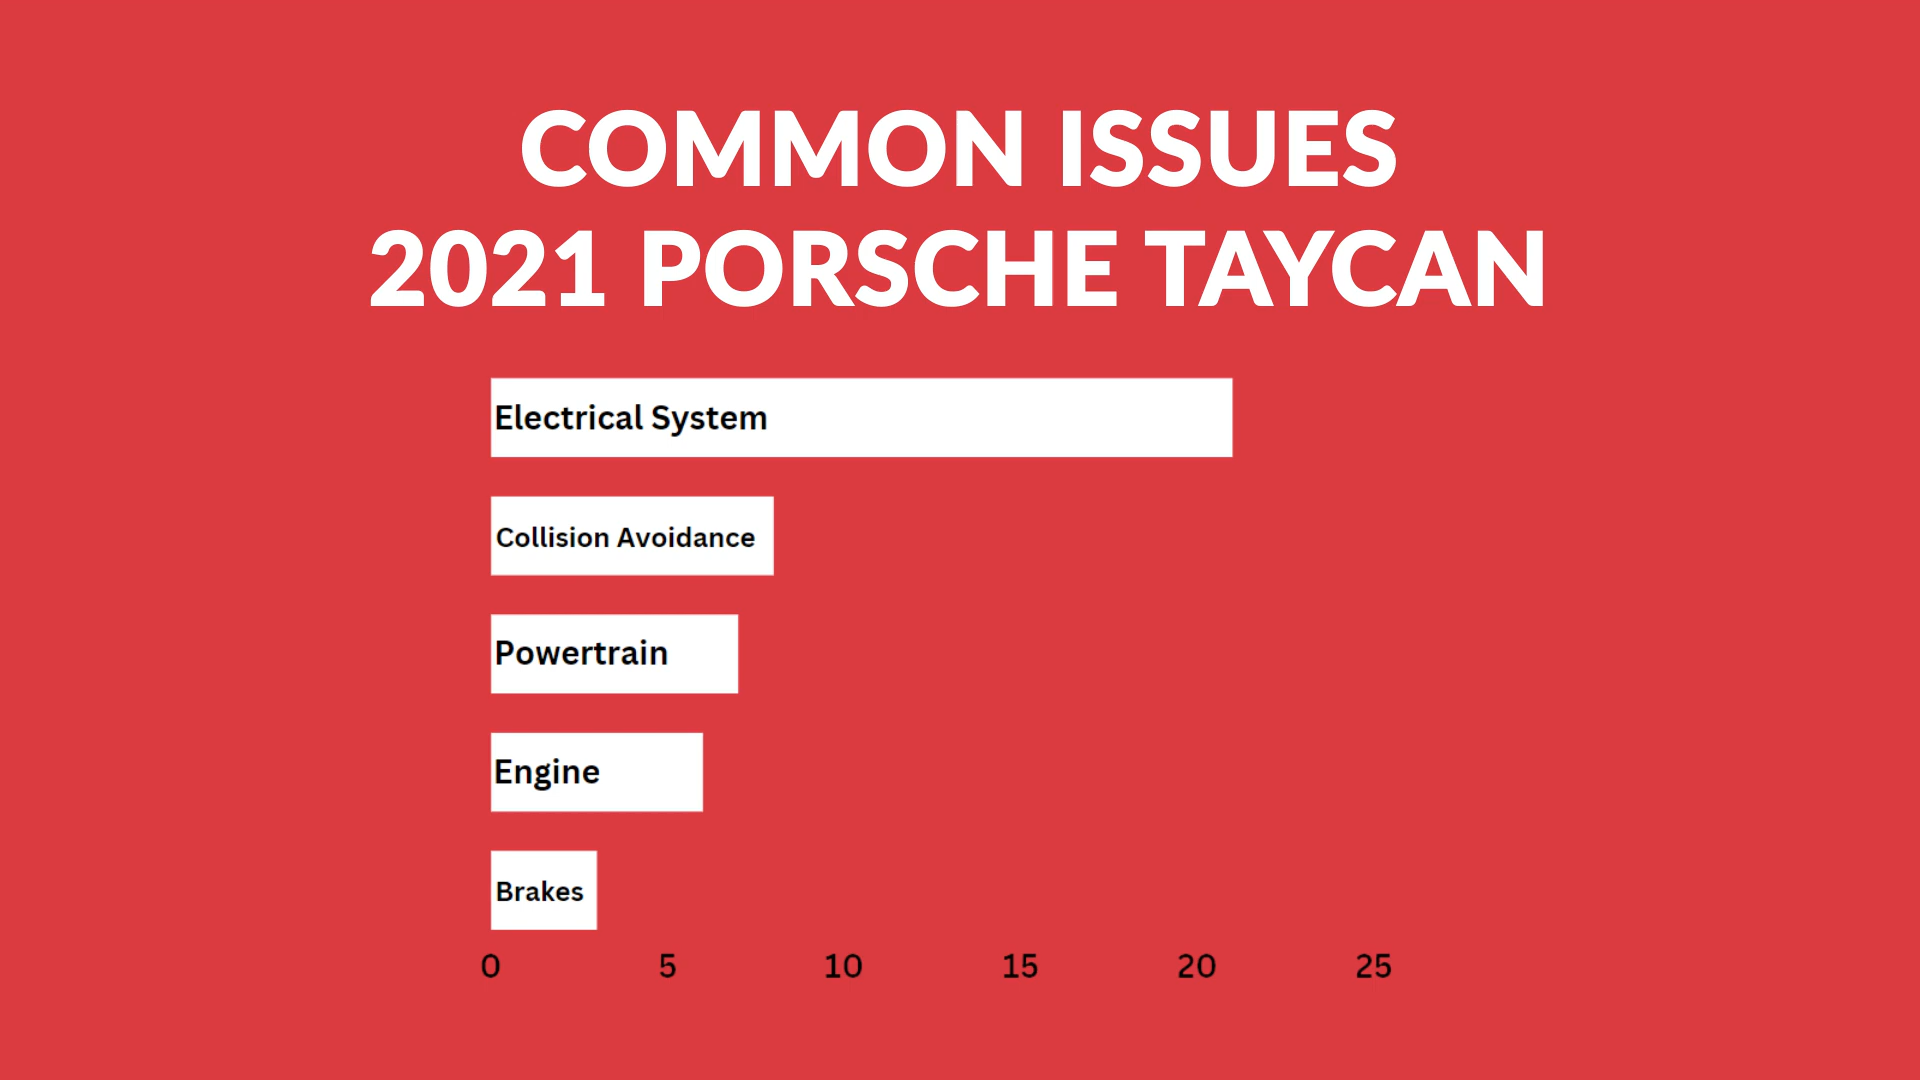 COMMON ISSUES
2021 PORSCHE TAYCAN
Electrical System
Collision Avoidance
Powertrain
Engine
Brakes
0 5 10 15 20 25